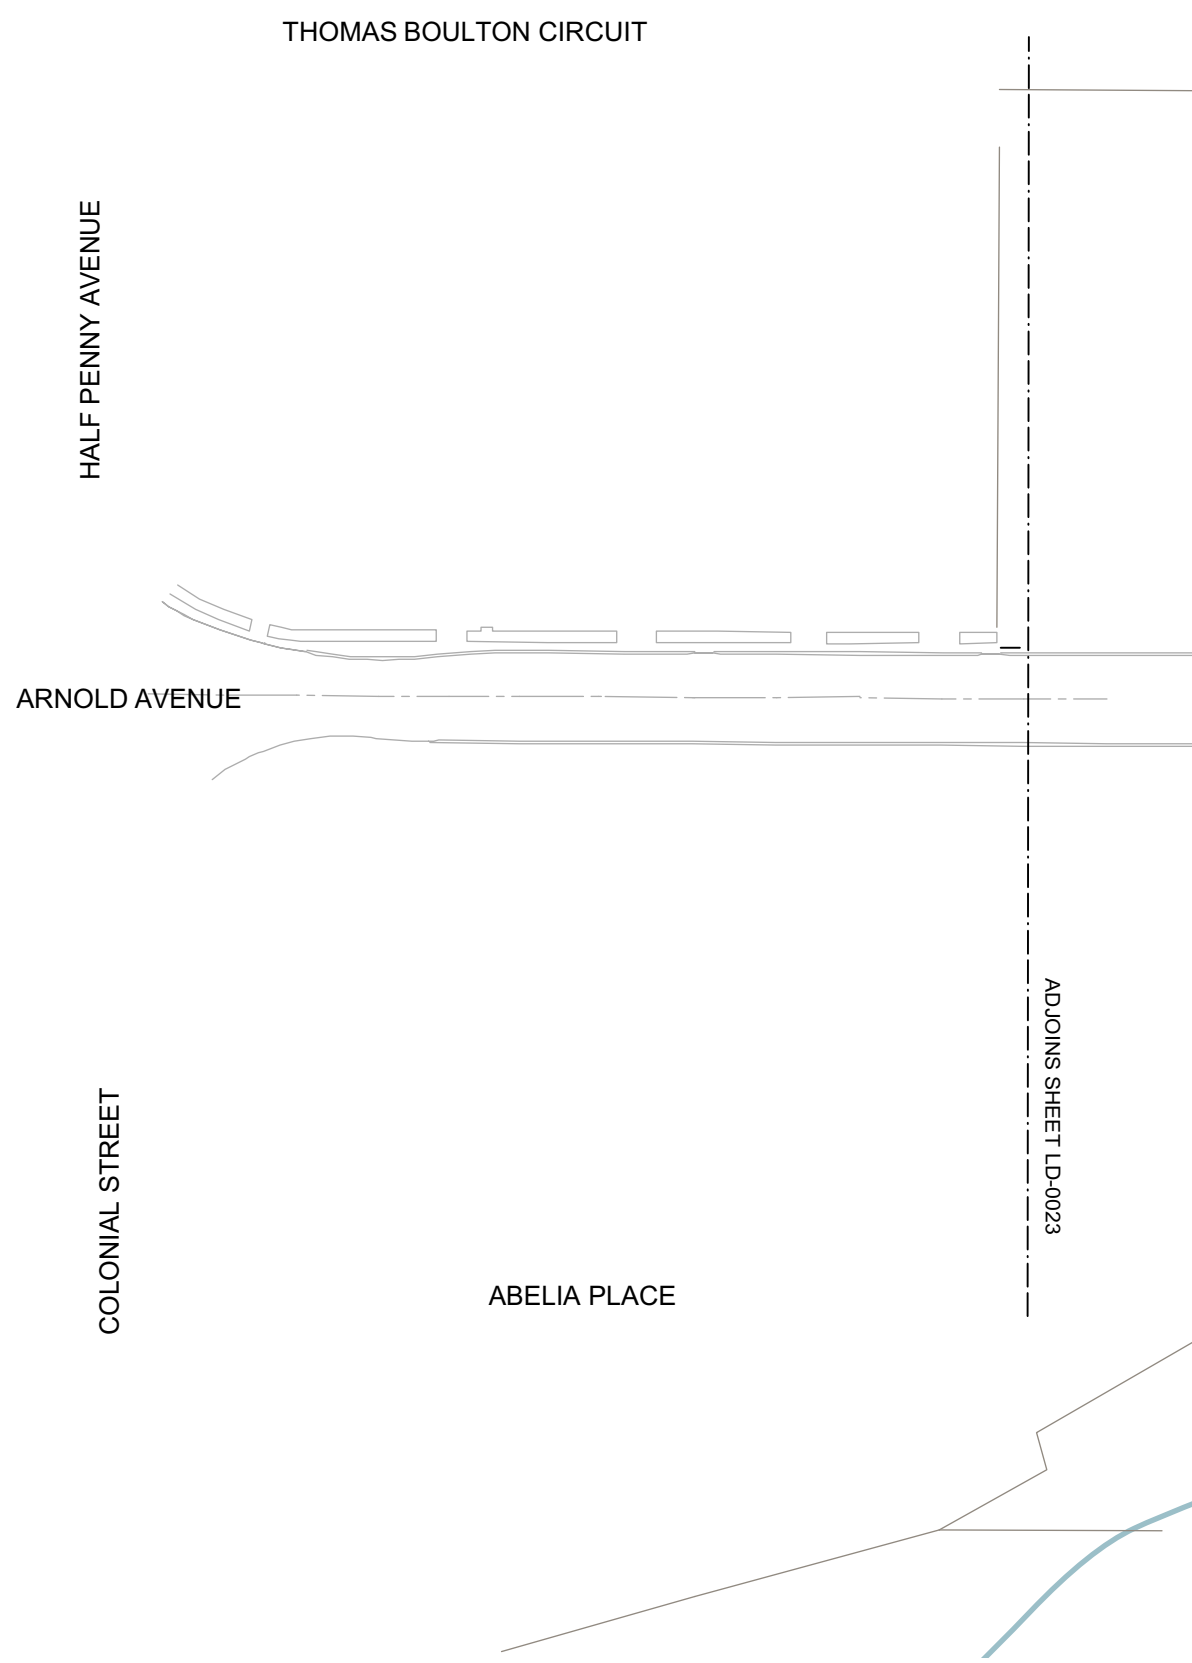 THOMAS BOULTON CIRCUIT
HALF PENNY AVENUE
ARNOLD AVENUE
ADJOINS SHEET LD-0023
COLONIAL STREET
ABELIA PLACE